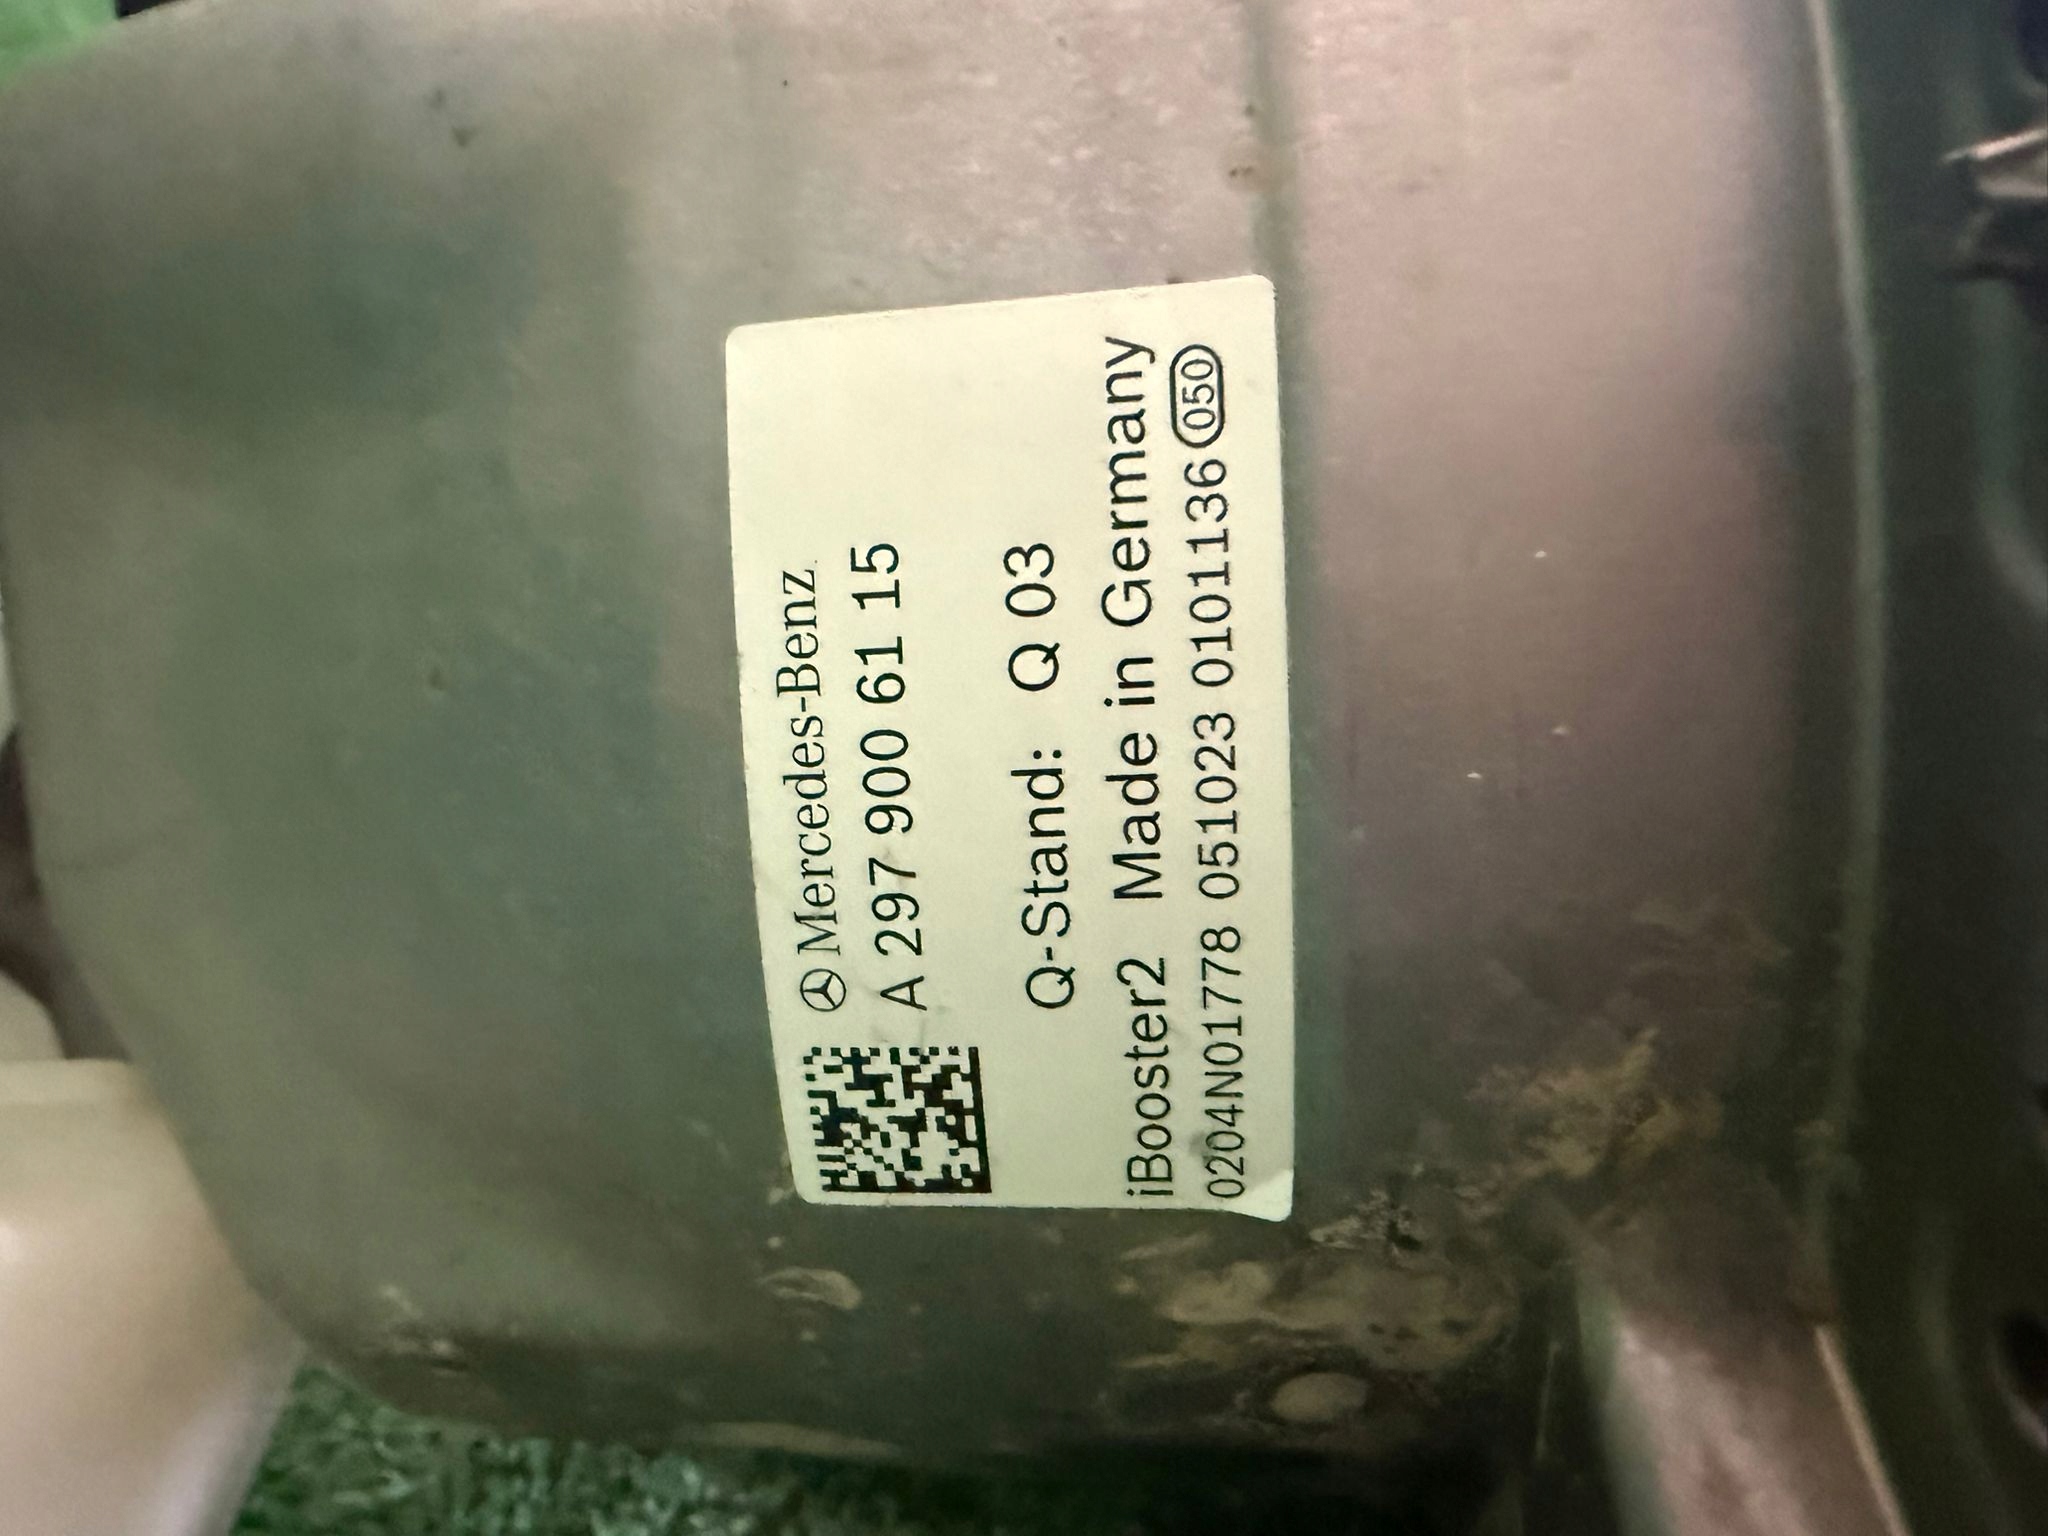 Mercedes-Benz
A 297 900 61 15
Q-Stand: Q 03
iBooster2 Made in Germany
0204N01778 051023 0101136 050